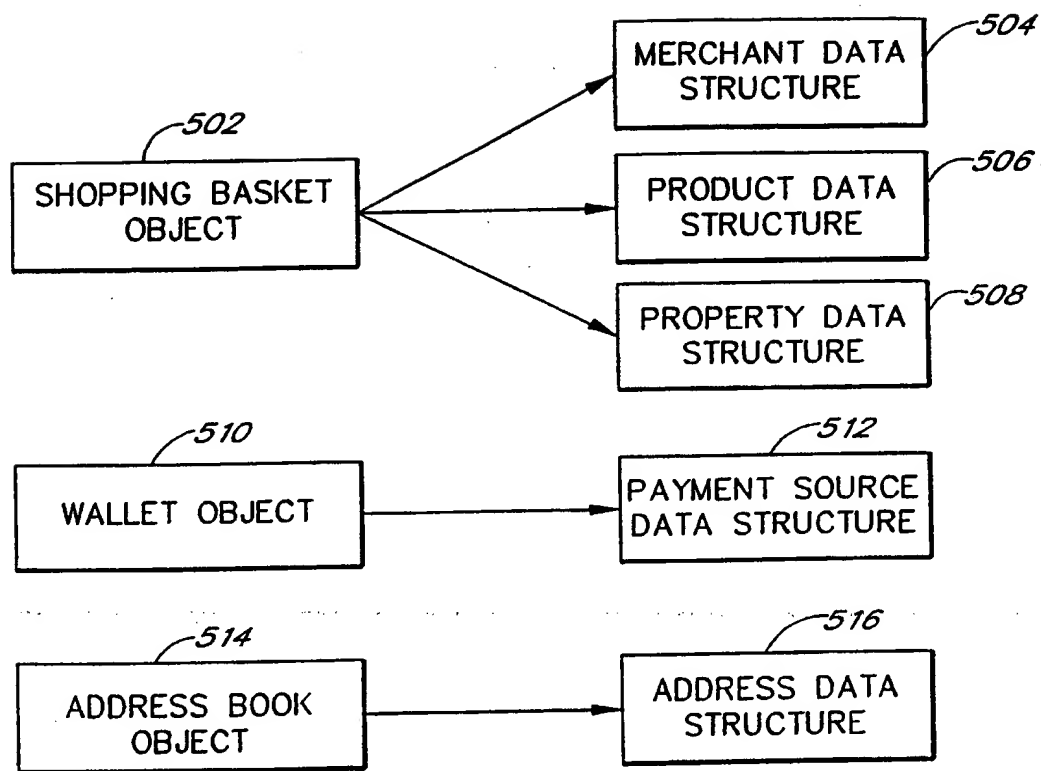 504
MERCHANT DATA
STRUCTURE
502
SHOPPING BASKET
OBJECT
506
PRODUCT DATA
STRUCTURE
508
PROPERTY DATA
STRUCTURE
510
WALLET OBJECT
512
PAYMENT SOURCE
DATA STRUCTURE
514
ADDRESS BOOK
OBJECT
516
ADDRESS DATA
STRUCTURE